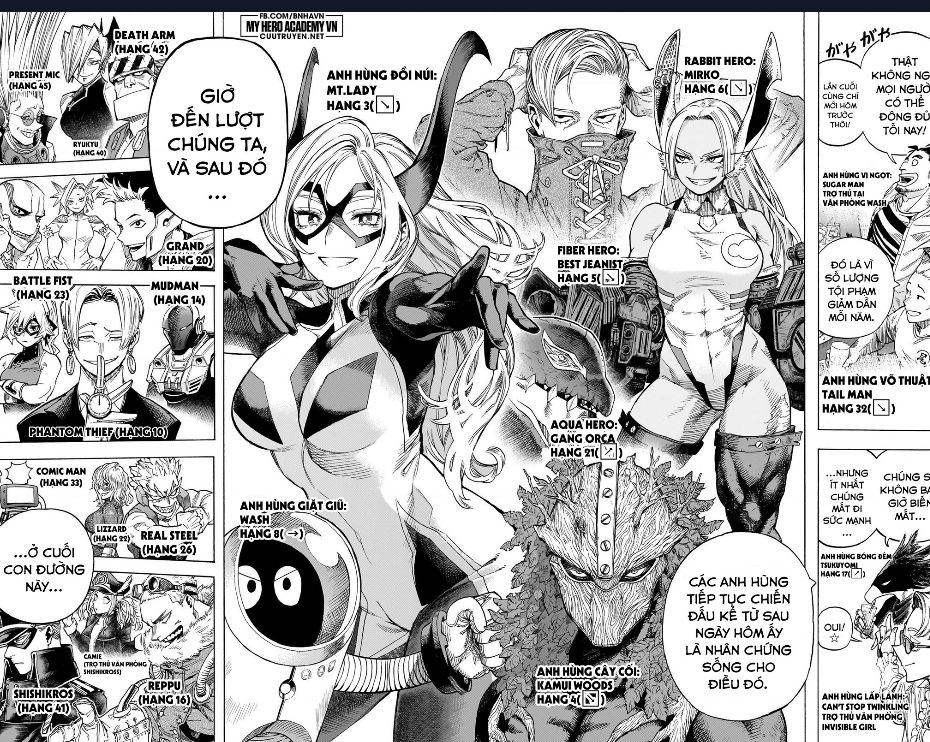 FB.COM/BNHAVN
MY HERO ACADEMY VN
CUUTRUYEN.NET
DEATH ARM
(HẠNG 42)
PRESENT MIC
(HẠNG 45)
RYUKYU
(HẠNG 40)
GIỜ
ĐẾN LƯỢT
CHÚNG TA,
VÀ SAU ĐÓ
...
GRAND
(HẠNG 20)
BATTLE FIST
(HẠNG 23)
MUDMAN
(HẠNG 14)
PHANTOM THIEF (HẠNG 10)
COMIC MAN
(HẠNG 33)
LIZZARD
(HẠNG 22)
REAL STEEL
(HẠNG 26)
...Ở CUỐI
CON ĐƯỜNG
NÀY...
CAMIE
(TRỢ THỦ VĂN PHÒNG
SHISHIKROSS)
SHISHIKROS
(HẠNG 41)
REPPU
(HẠNG 16)
ANH HÙNG ĐỒI NÚI:
MT.LADY
HẠNG 3(↘)
RABBIT HERO:
MIRKO
HẠNG 6(↘)
FIBER HERO:
BEST JEANIST
HẠNG 5(↘)
AQUA HERO:
GANG ORCA
HẠNG 21(↗)
ANH HÙNG GIẶT GIŨ:
WASH
HẠNG 8(→)
ANH HÙNG CÂY CỐI:
KAMUI WOODS
HẠNG 4(↘)
CÁC ANH HÙNG
TIẾP TỤC CHIẾN
ĐẤU KỂ TỪ SAU
NGÀY HÔM ẤY
LÀ NHÂN CHỨNG
SỐNG CHO
ĐIỀU ĐÓ.
がや がや
THẬT
KHÔNG NG
MỌI NGƯỜ
CÓ THỂ
ĐÔNG ĐỦ
TỐI NAY!
LẦN CUỐI
CÙNG CHỈ
MỚI HÔM
TRƯỚC
THÔI!
ANH HÙNG VỊ NGỌT:
SUGAR MAN
TRỢ THỦ TẠI
VĂN PHÒNG WASH
ĐÓ LÀ VÌ
SỐ LƯỢNG
TỘI PHẠM
GIẢM DẦN
MỖI NĂM.
ANH HÙNG VÕ THUẬT
TAIL MAN
HẠNG 32(↘)
...NHƯNG
ÍT NHẤT
CHÚNG
MẤT ĐI
SỨC MẠNH
...
CHÚNG S
KHÔNG BA
GIỜ BIẾN
MẤT...
ANH HÙNG BÓNG ĐÊM
TSUKUYOMI
HẠNG 17(↗)
OUI!
☆
ANH HÙNG LẤP LÁNH:
CAN'T STOP TWINKLING
TRỢ THỦ VĂN PHÒNG
INVISIBLE GIRL